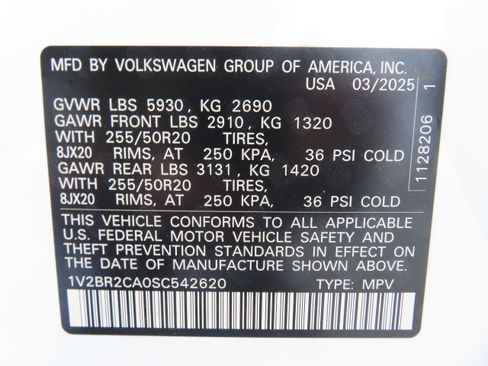 MFD BY VOLKSWAGEN GROUP OF AMERICA, INC.
USA 03/2025
GVWR LBS 5930, KG 2690
GAWR FRONT LBS 2910, KG 1320
WITH 255/50R20 TIRES,
8JX20 RIMS, AT 250 KPA, 36 PSI COLD
GAWR REAR LBS 3131, KG 1420
WITH 255/50R20 TIRES,
8JX20 RIMS, AT 250 KPA, 36 PSI COLD
THIS VEHICLE CONFORMS TO ALL APPLICABLE
U.S. FEDERAL MOTOR VEHICLE SAFETY AND
THEFT PREVENTION STANDARDS IN EFFECT
ON THE DATE OF MANUFACTURE SHOWN ABOVE.
1V2BR2CA0SC542620 TYPE: MPV
1128206 1